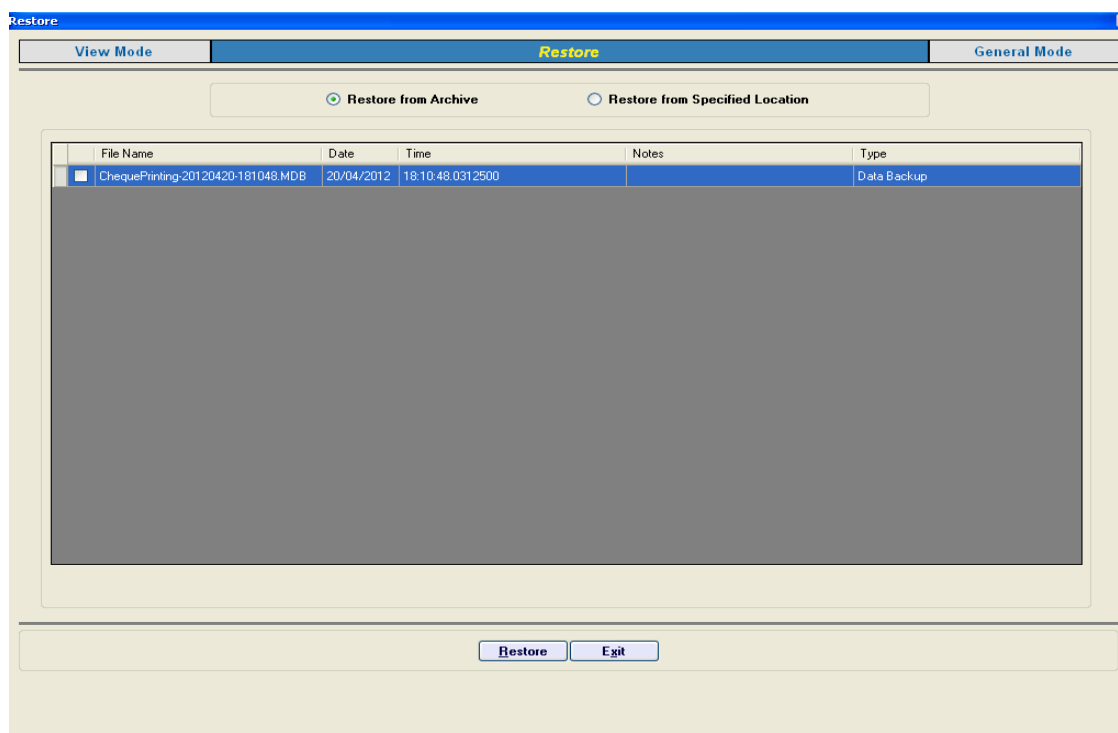 Restore
View Mode Restore General Mode
Restore from Archive Restore from Specified Location
File Name Date Time Notes Type
ChequePrinting-20120420-181048.MDB 20/04/2012 18:10:48.0312500 Data Backup
Restore Exit